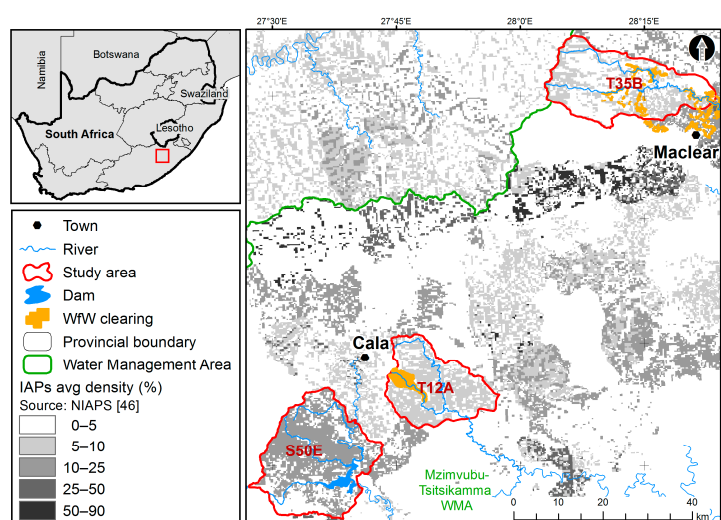 Namibia
Botswana
Swaziland
South Africa
Lesotho
Town
River
Study area
Dam
WfW clearing
Provincial boundary
Water Management Area
IAPs avg density (%)
Source: NIAPS [46]
0–5
5–10
10–25
25–50
50–90
27°30'E
27°45'E
28°0'E
28°15'E
T35B
Maclear
Cala
T12A
S50E
Mzimvubu-
Tsitsikamma
WMA
0 10 20 40
km